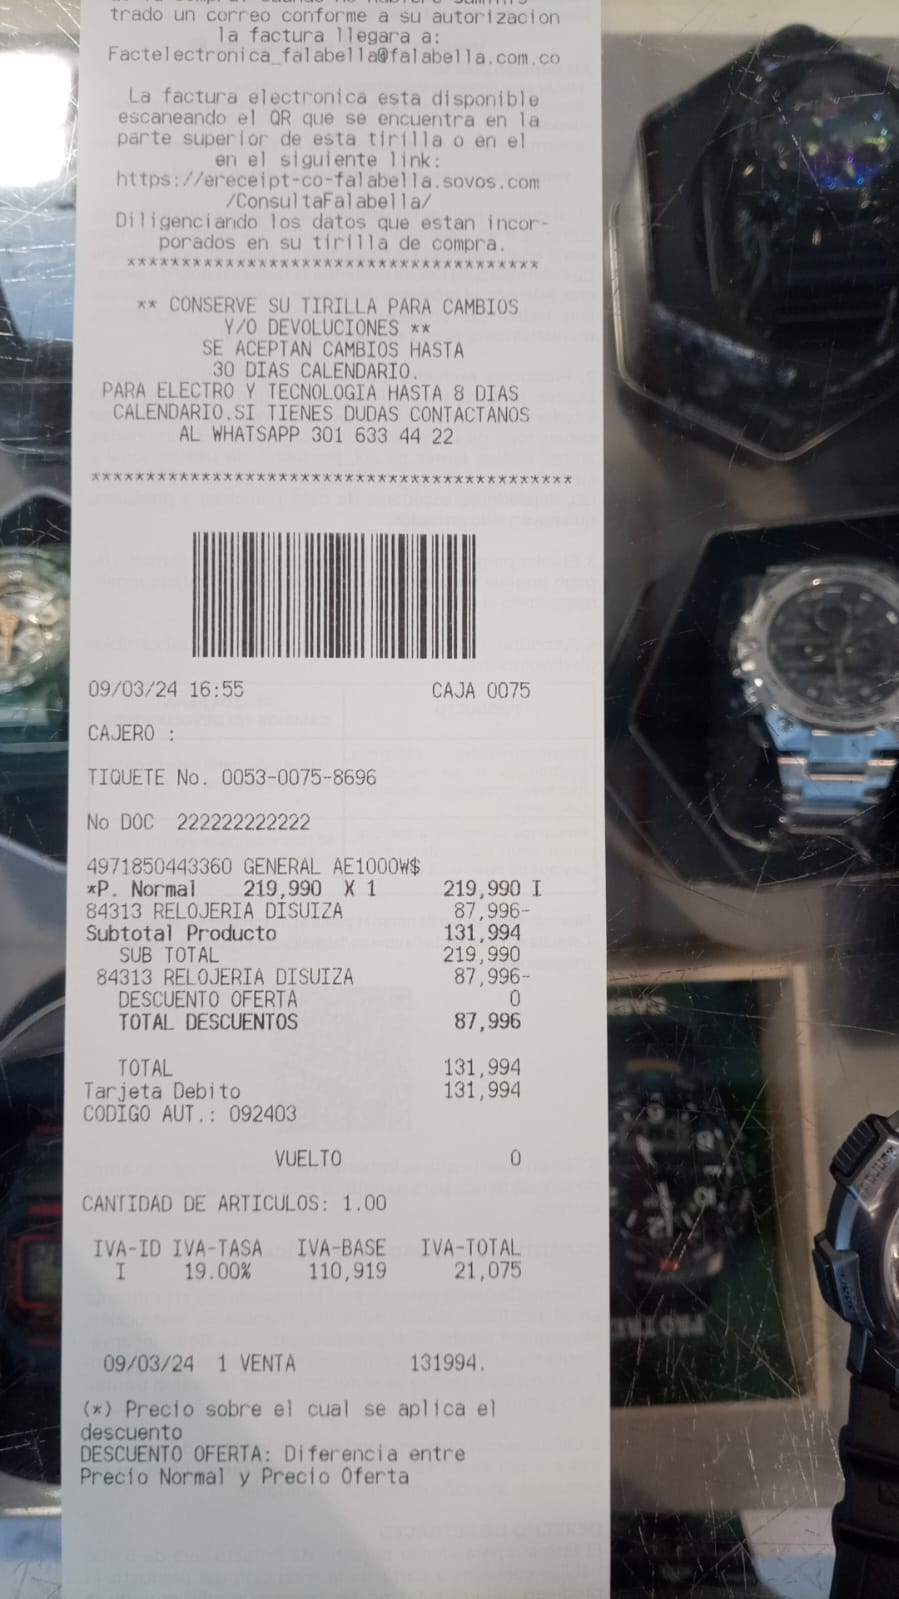 trado un correo conforme a su autorizacion
la factura llegara a:
Factelectronica_falabella@falabella.com.co
La factura electronica esta disponible
escaneando el QR que se encuentra en la
parte superior de esta tirilla o en el
en el siguiente link:
https://ereceipt-co-falabella.sovos.com
/ConsultaFalabella/
Diligenciando los datos que estan incor-
porados en su tirilla de compra.
**************************************
** CONSERVE SU TIRILLA PARA CAMBIOS
Y/O DEVOLUCIONES **
SE ACEPTAN CAMBIOS HASTA
30 DIAS CALENDARIO.
PARA ELECTRO Y TECNOLOGIA HASTA 8 DIAS
CALENDARIO.SI TIENES DUDAS CONTACTANOS
AL WHATSAPP 301 633 44 22
*******************************************
09/03/24 16:55 CAJA 0075
CAJERO :
TIQUETE No. 0053-0075-8696
No DOC 222222222222
4971850443360 GENERAL AE1000W$
*P. Normal 219,990 X 1 219,990 I
84313 RELOJERIA DISUIZA 87,996-
Subtotal Producto 131,994
SUB TOTAL 219,990
84313 RELOJERIA DISUIZA 87,996-
DESCUENTO OFERTA 0
TOTAL DESCUENTOS 87,996
TOTAL 131,994
Tarjeta Debito 131,994
CODIGO AUT.: 092403
VUELTO 0
CANTIDAD DE ARTICULOS: 1.00
IVA-ID IVA-TASA IVA-BASE IVA-TOTAL
I 19.00% 110,919 21,075
09/03/24 1 VENTA 131994.
(*) Precio sobre el cual se aplica el
descuento
DESCUENTO OFERTA: Diferencia entre
Precio Normal y Precio Oferta